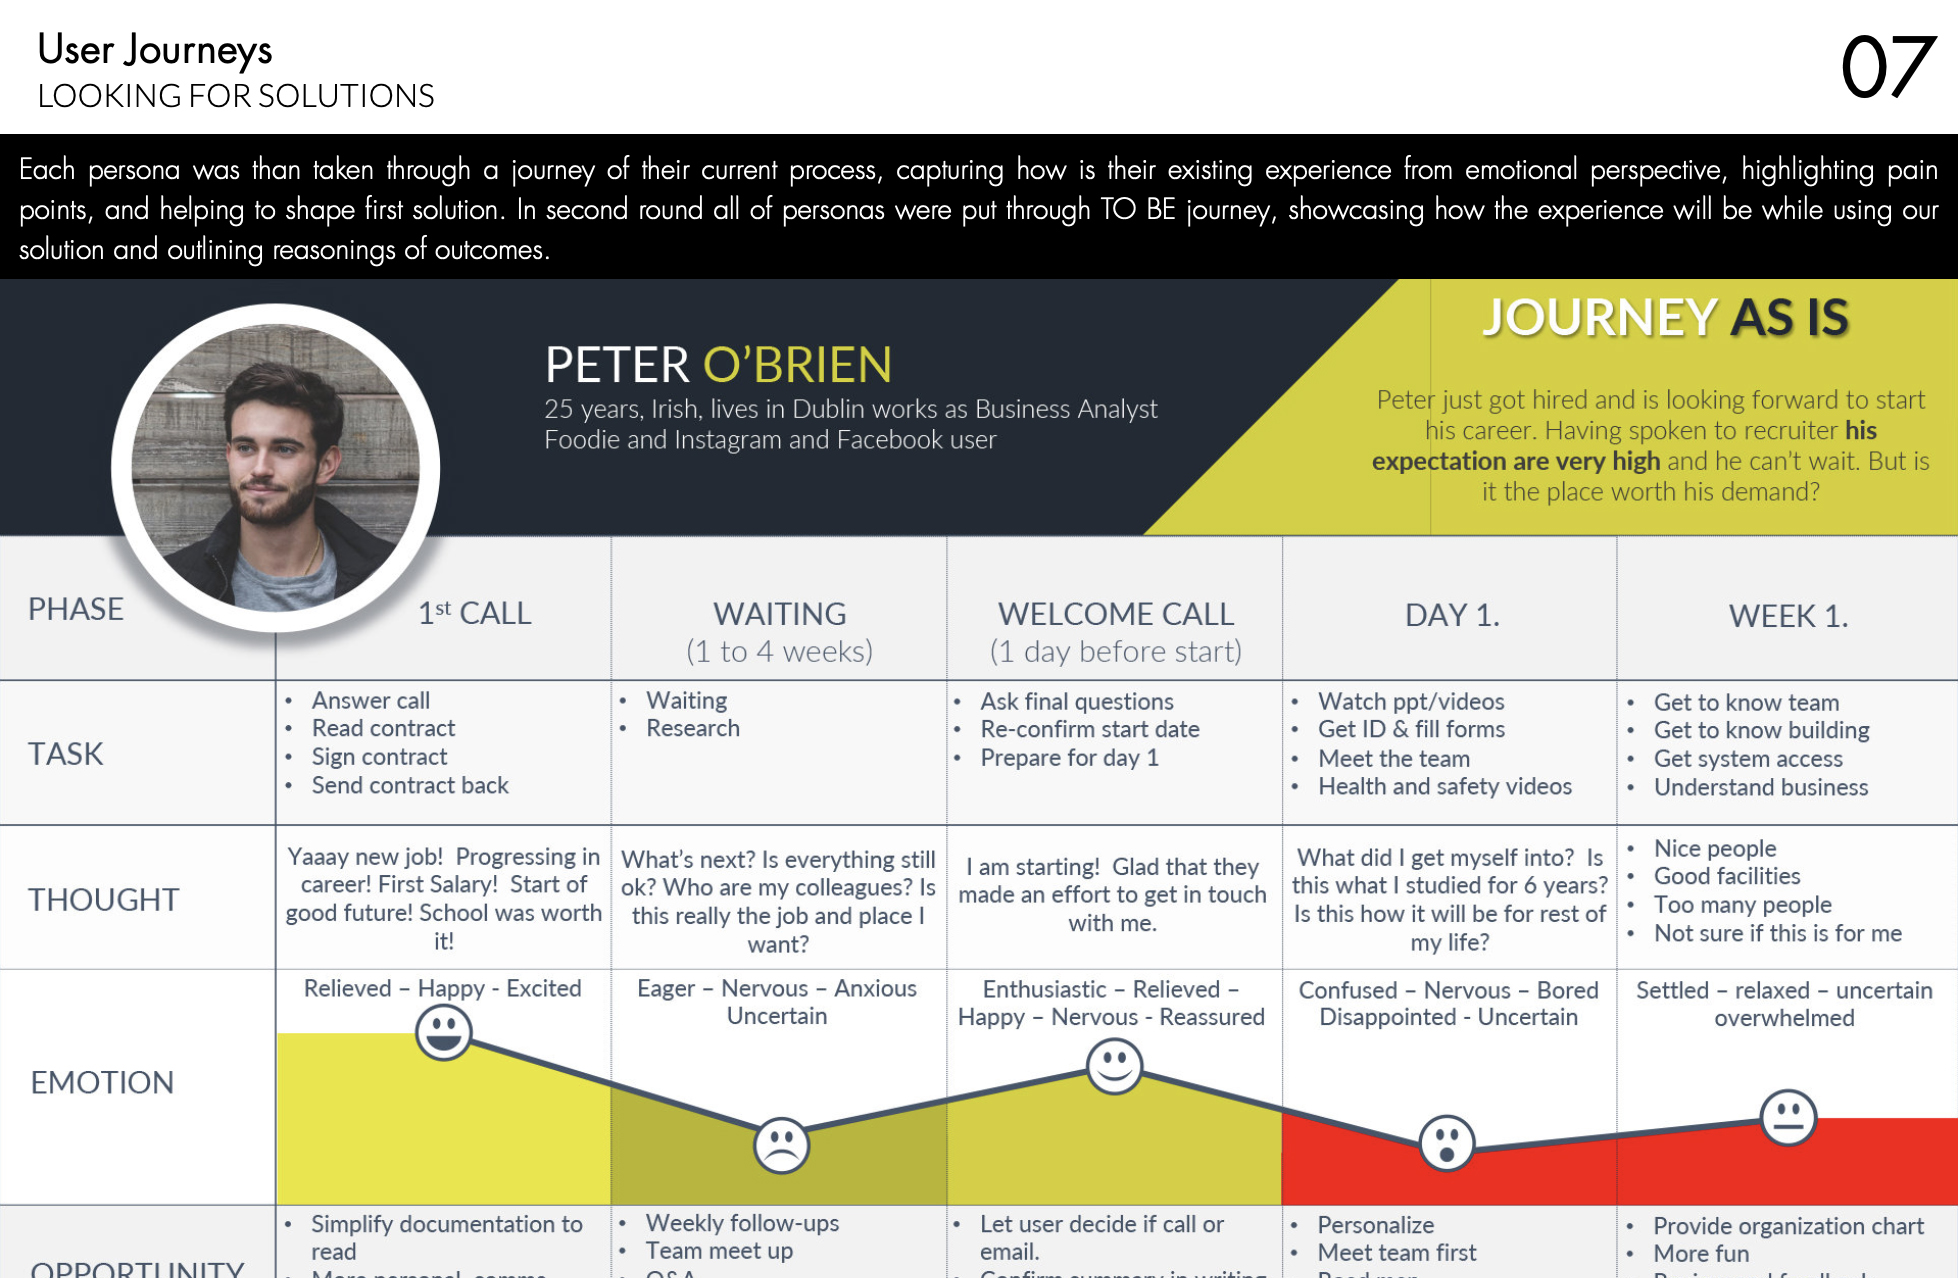 User Journeys
LOOKING FOR SOLUTIONS
07
Each persona was than taken through a journey of their current process, capturing how is their existing experience from emotional perspective, highlighting pain
points, and helping to shape first solution. In second round all of personas were put through TO BE journey, showcasing how the experience will be while using our
solution and outlining reasonings of outcomes.
PETER O'BRIEN
25 years, Irish, lives in Dublin works as Business Analyst
Foodie and Instagram and Facebook user
JOURNEY AS IS
Peter just got hired and is looking forward to start
his career. Having spoken to recruiter his
expectation are very high and he can't wait. But is
it the place worth his demand?
PHASE
1st CALL
WAITING
(1 to 4 weeks)
WELCOME CALL
(1 day before start)
DAY 1.
WEEK 1.
TASK
• Answer call
• Read contract
• Sign contract
• Send contract back
• Waiting
• Research
• Ask final questions
• Re-confirm start date
• Prepare for day 1
• Watch ppt/videos
• Get ID & fill forms
• Meet the team
• Health and safety videos
• Get to know team
• Get to know building
• Get system access
• Understand business
THOUGHT
Yaaay new job! Progressing in
career! First Salary! Start of
good future! School was worth
it!
What's next? Is everything still
ok? Who are my colleagues? Is
this really the job and place I
want?
I am starting! Glad that they
made an effort to get in touch
with me.
What did I get myself into? Is
this what I studied for 6 years?
Is this how it will be for rest of
my life?
• Nice people
• Good facilities
• Too many people
• Not sure if this is for me
EMOTION
Relieved – Happy - Excited
Eager – Nervous – Anxious
Uncertain
Enthusiastic – Relieved –
Happy – Nervous - Reassured
Confused – Nervous – Bored
Disappointed - Uncertain
Settled – relaxed – uncertain
overwhelmed
OPPORTUNITY
• Simplify documentation to
read
• More personal comms
• Weekly follow-ups
• Team meet up
• Q&A
• Let user decide if call or
email.
• Confirm summary in writing
• Personalize
• Meet team first
• Road map
• Provide organization chart
• More fun